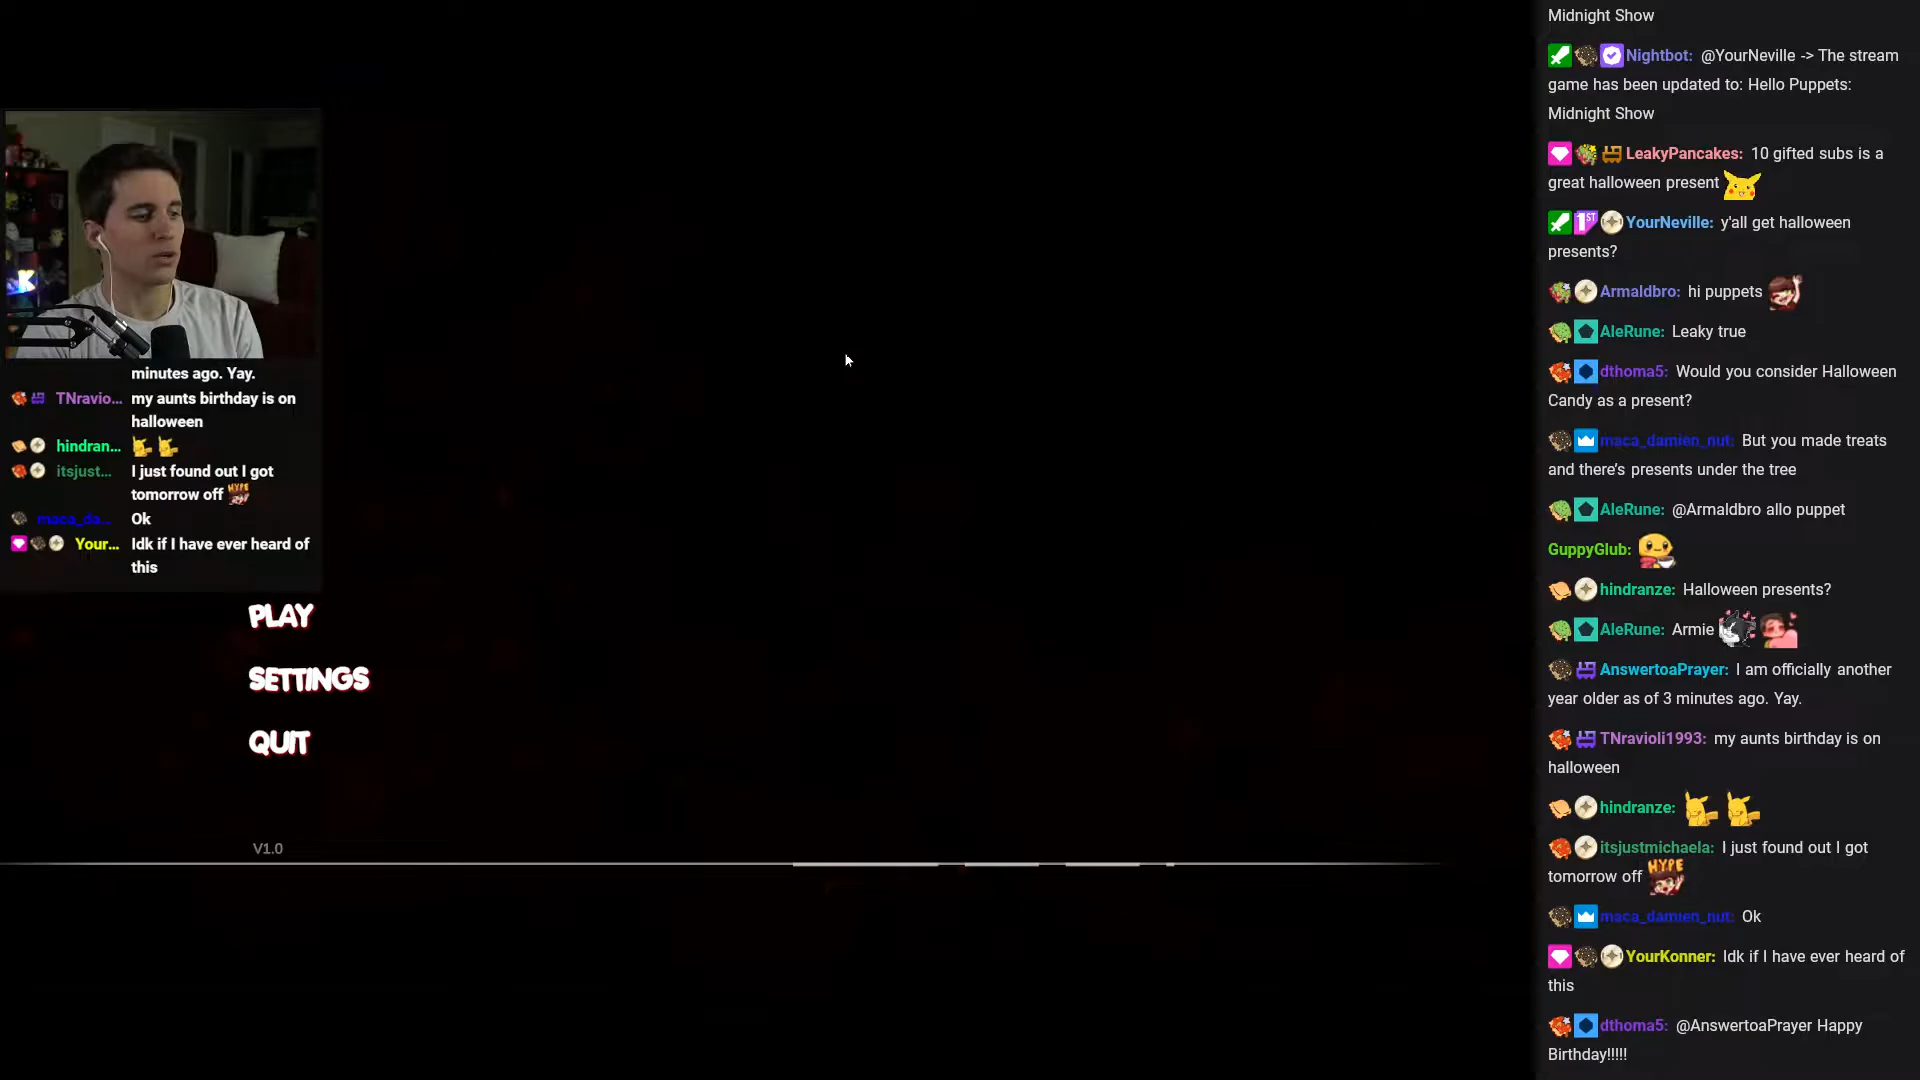 minutes ago. Yay.
TNravio... my aunts birthday is on
halloween
hindran...
itsjust... I just found out I got
tomorrow off HYPE
maca_da... Ok
Your... Idk if I have ever heard of
this
PLAY
SETTINGS
QUIT
V1.0
Midnight Show
Nightbot: @YourNeville -> The stream
game has been updated to: Hello Puppets:
Midnight Show
LeakyPancakes: 10 gifted subs is a
great halloween present
1ST YourNeville: y'all get halloween
presents?
Armaldbro: hi puppets
AleRune: Leaky true
dthoma5: Would you consider Halloween
Candy as a present?
maca_damien_nut: But you made treats
and there's presents under the tree
AleRune: @Armaldbro allo puppet
GuppyGlub:
hindranze: Halloween presents?
AleRune: Armie
AnswertoaPrayer: I am officially another
year older as of 3 minutes ago. Yay.
TNravioli1993: my aunts birthday is on
halloween
hindranze:
itsjustmichaela: I just found out I got
tomorrow off HYPE
maca_damien_nut: Ok
YourKonner: Idk if I have ever heard of
this
dthoma5: @AnswertoaPrayer Happy
Birthday!!!!!